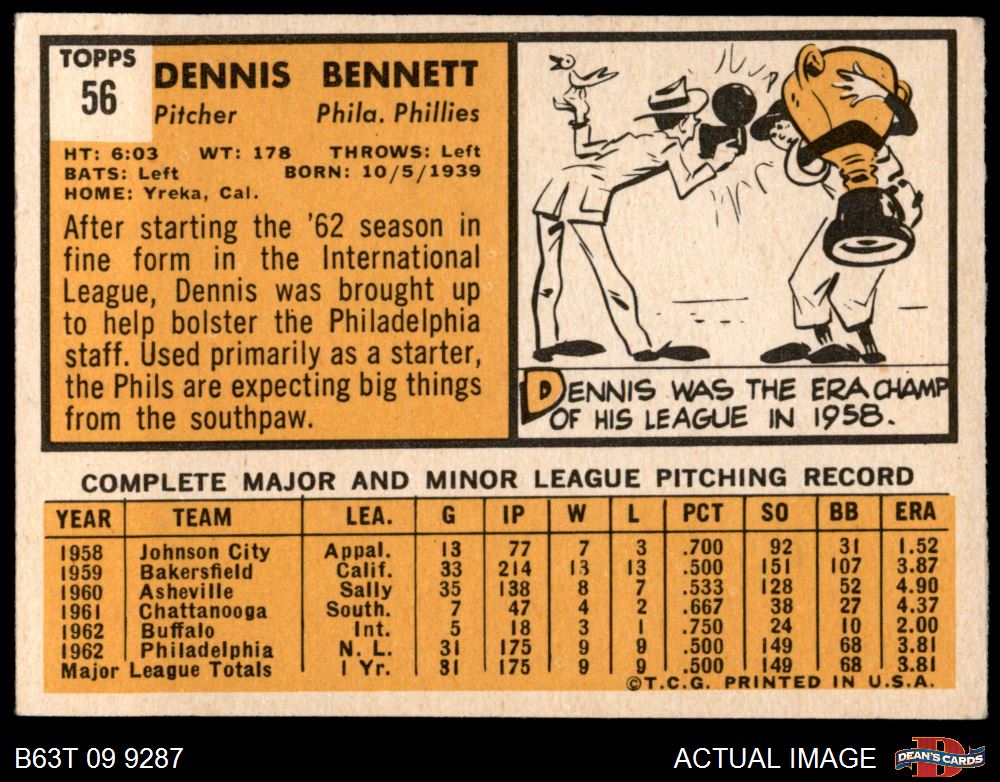 TOPPS
56
DENNIS BENNETT
Pitcher Phila. Phillies
HT: 6:03 WT: 178 THROWS: Left
BATS: Left BORN: 10/5/1939
HOME: Yreka, Cal.
After starting the '62 season in
fine form in the International
League, Dennis was brought up
to help bolster the Philadelphia
staff. Used primarily as a starter,
the Phils are expecting big things
from the southpaw.
DENNIS WAS THE ERA CHAMP
OF HIS LEAGUE IN 1958.
COMPLETE MAJOR AND MINOR LEAGUE PITCHING RECORD
YEAR TEAM LEA. G IP W L PCT SO BB ERA
1958 Johnson City Appal. 13 77 7 3 .700 92 31 1.52
1959 Bakersfield Calif. 33 214 13 13 .500 151 107 3.87
1960 Asheville Sally 35 138 8 7 .533 128 52 4.90
1961 Chattanooga South. 7 47 4 2 .667 38 27 4.37
1962 Buffalo Int. 5 18 3 1 .750 24 10 2.00
1962 Philadelphia N. L. 31 175 9 9 .500 149 68 3.81
Major League Totals 1 Yr. 31 175 9 9 .500 149 68 3.81
©T.C.G. PRINTED IN U.S.A.
B63T 09 9287 ACTUAL IMAGE DEAN'S CARDS